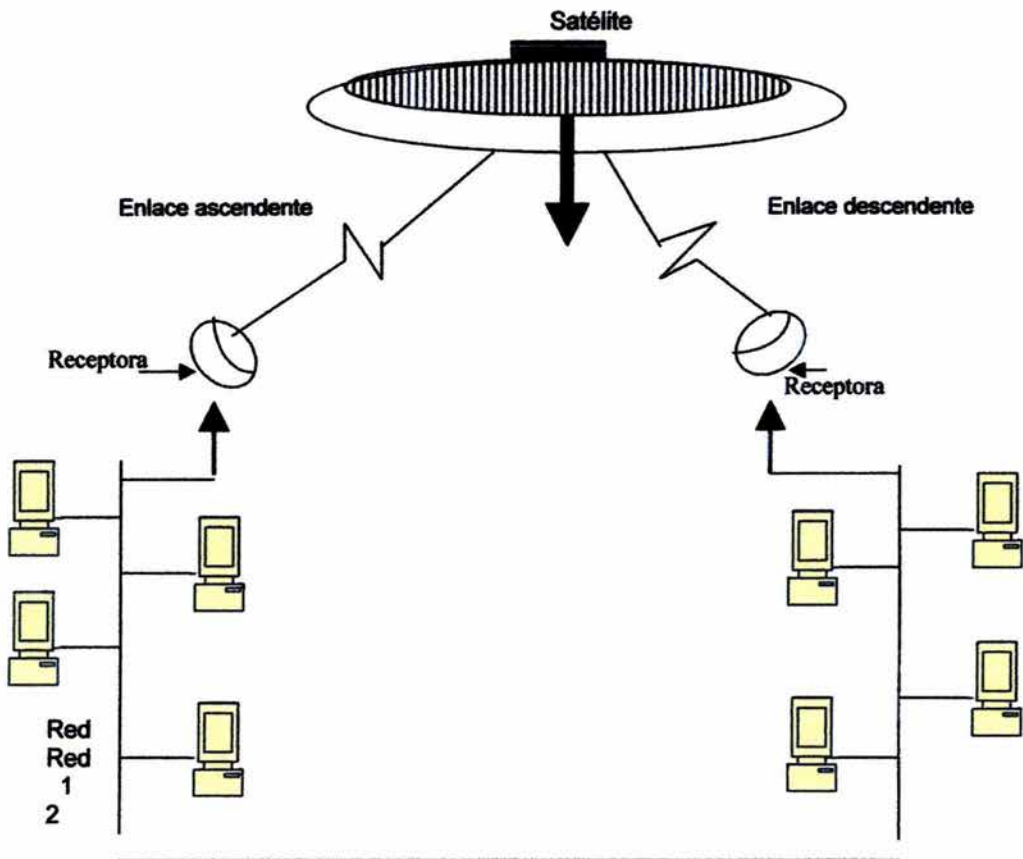 Satélite
Enlace ascendente
Enlace descendente
Receptora
Receptora
Red
Red
1
2